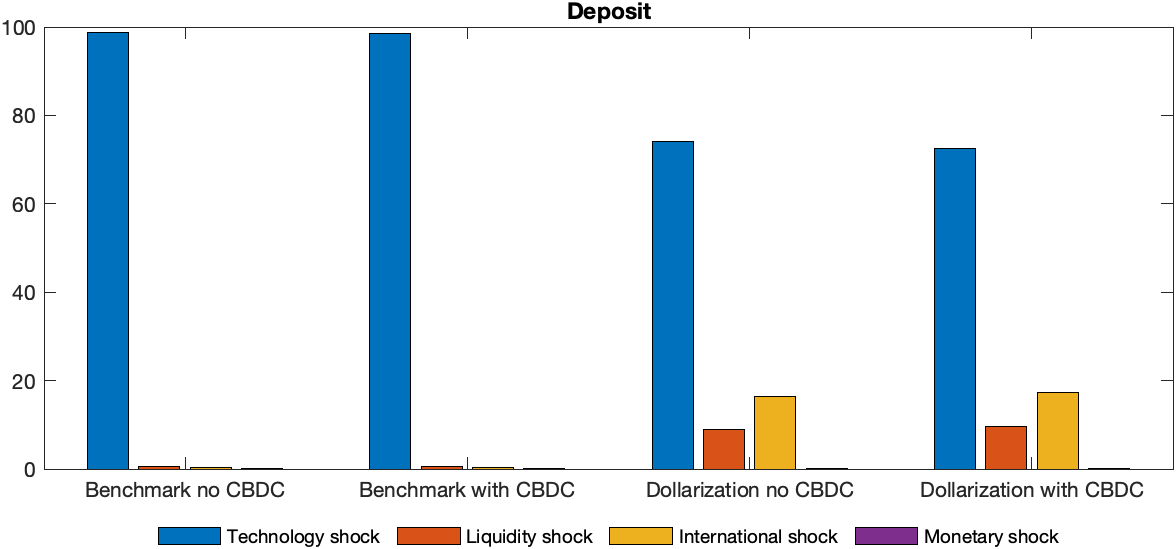 Deposit
100
80
60
40
20
0
Benchmark no CBDC Benchmark with CBDC Dollarization no CBDC Dollarization with CBDC
Technology shock Liquidity shock International shock Monetary shock